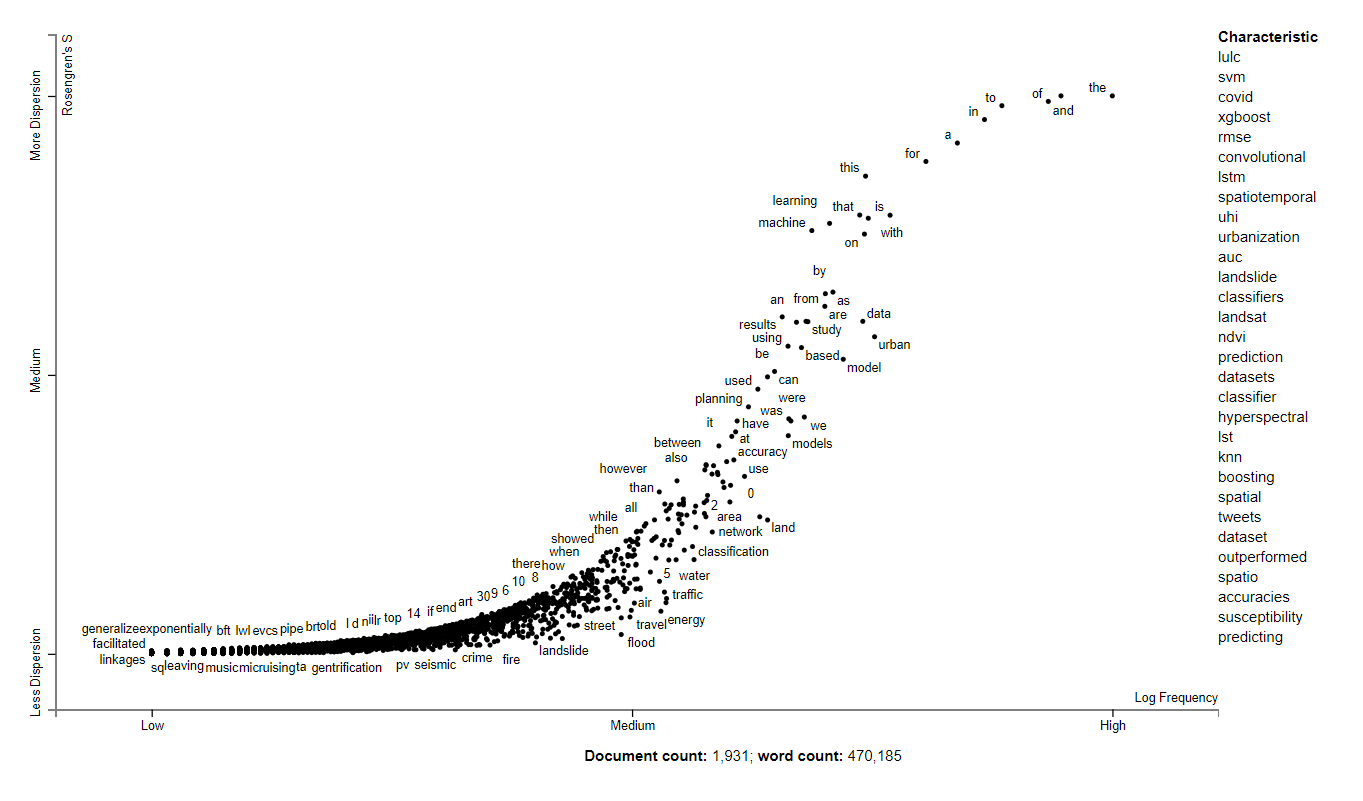 Rosengren's S
More Dispersion
Medium
Less Dispersion
the
of
and
to
in
a
for
this
learning
that
is
machine
with
on
by
an
from
as
are
data
results
study
using
urban
be
based
model
used
can
planning
were
was
we
it
have
at
models
between
accuracy
also
use
however
than
0
all
2
area
while
land
then
network
showed
when
classification
there
how
5
water
10
8
6
9
30
traffic
art
air
end
if
14
top
street
travel
energy
flood
generalize
exponentially
bft
lwl
evcs
pipe
brt
old
l
d
nii
lr
facilitated
linkages
sq
leaving
music
micruising
ta
gentrification
pv
seismic
crime
fire
landslide
Log Frequency
Low
Medium
High
Document count: 1,931; word count: 470,185
Characteristic
lulc
svm
covid
xgboost
rmse
convolutional
lstm
spatiotemporal
uhi
urbanization
auc
landslide
classifiers
landsat
ndvi
prediction
datasets
classifier
hyperspectral
lst
knn
boosting
spatial
tweets
dataset
outperformed
spatio
accuracies
susceptibility
predicting